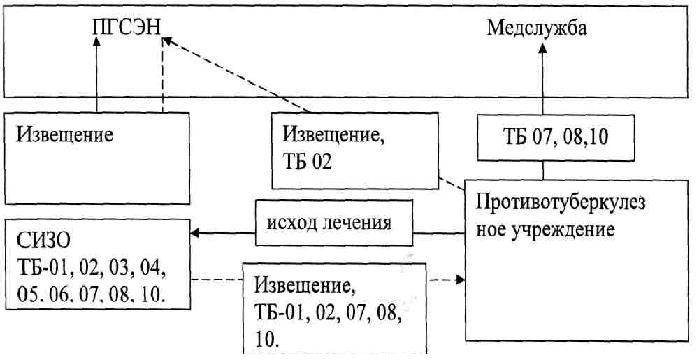 ПГСЭН
Медслужба
Извещение
Извещение,
ТБ 02
ТБ 07, 08,10
Противотуберкулез
ное учреждение
исход лечения
СИЗО
ТБ-01, 02, 03, 04,
05. 06. 07. 08. 10.
Извещение,
ТБ-01, 02, 07, 08,
10.